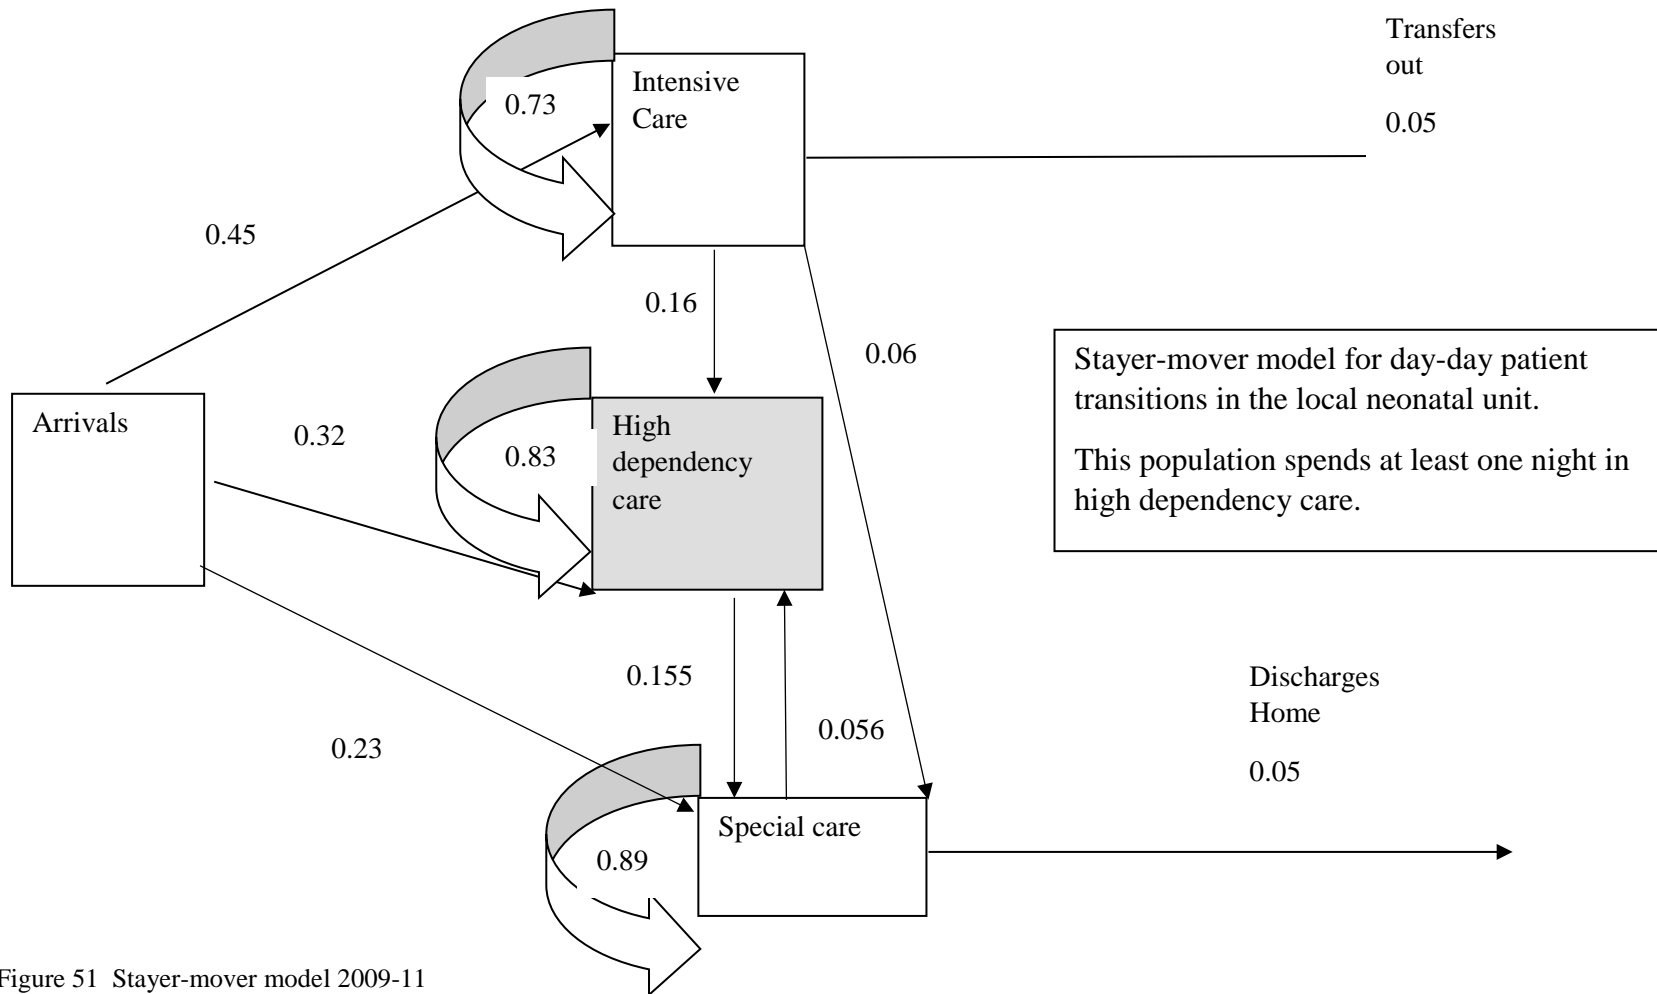 Transfers
out
0.05
Intensive
Care
0.73
0.45
0.16
0.06
Stayer-mover model for day-day patient
transitions in the local neonatal unit.
This population spends at least one night in
high dependency care.
Arrivals
0.32
High
dependency
care
0.83
0.155
0.056
Discharges
Home
0.05
0.23
Special care
0.89
Figure 51 Stayer-mover model 2009-11